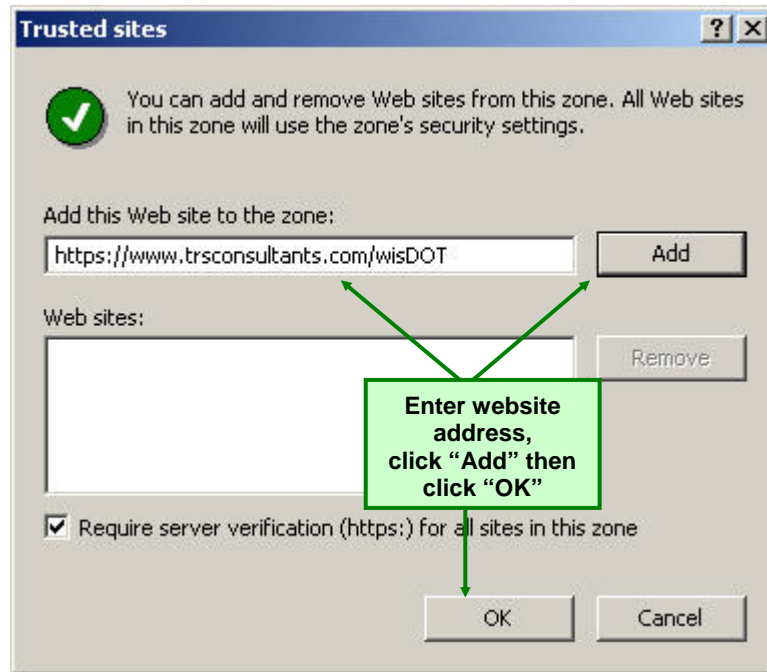 Trusted sites
You can add and remove Web sites from this zone. All Web sites
in this zone will use the zone's security settings.
Add this Web site to the zone:
https://www.trsconsultants.com/wisDOT
Add
Web sites:
Remove
Enter website
address,
click “Add” then
click “OK”
Require server verification (https:) for all sites in this zone
OK
Cancel